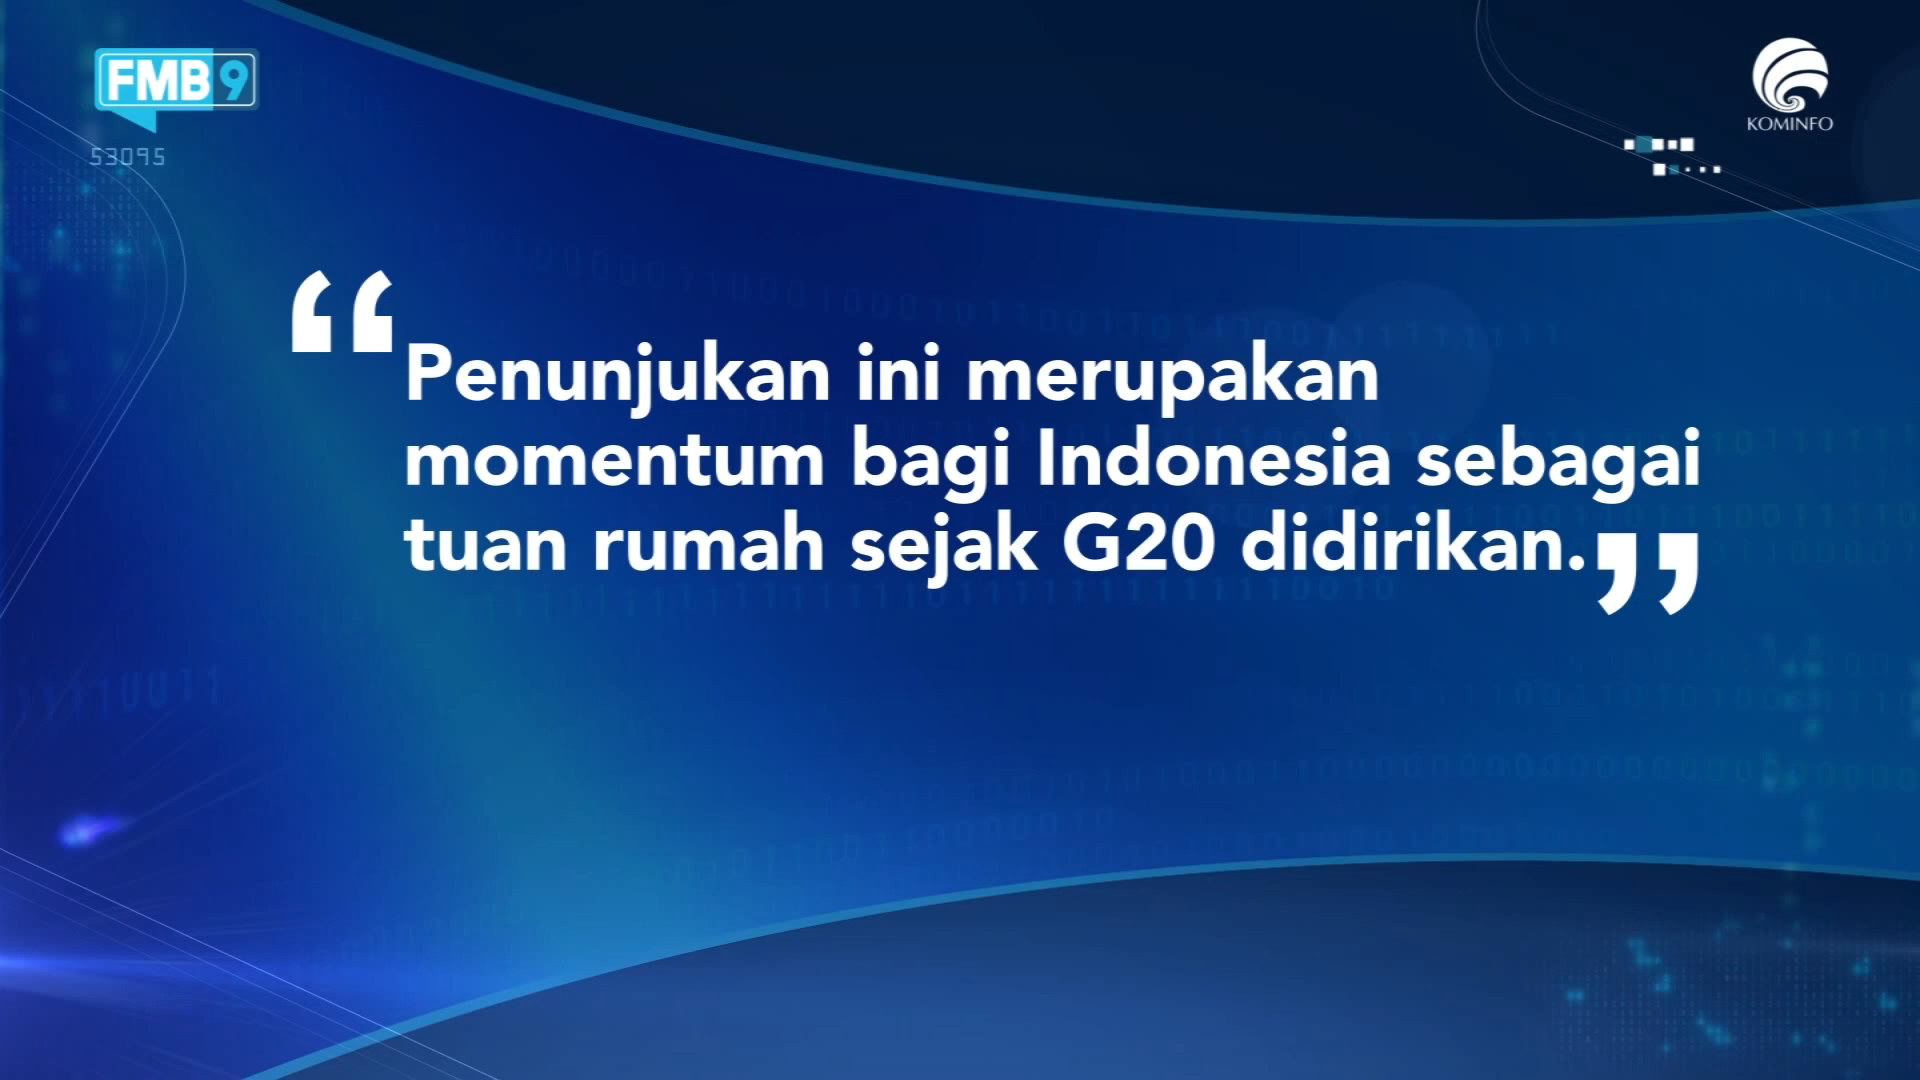 FMB9
53095
KOMINFO
“Penunjukan ini merupakan
momentum bagi Indonesia sebagai
tuan rumah sejak G20 didirikan.”